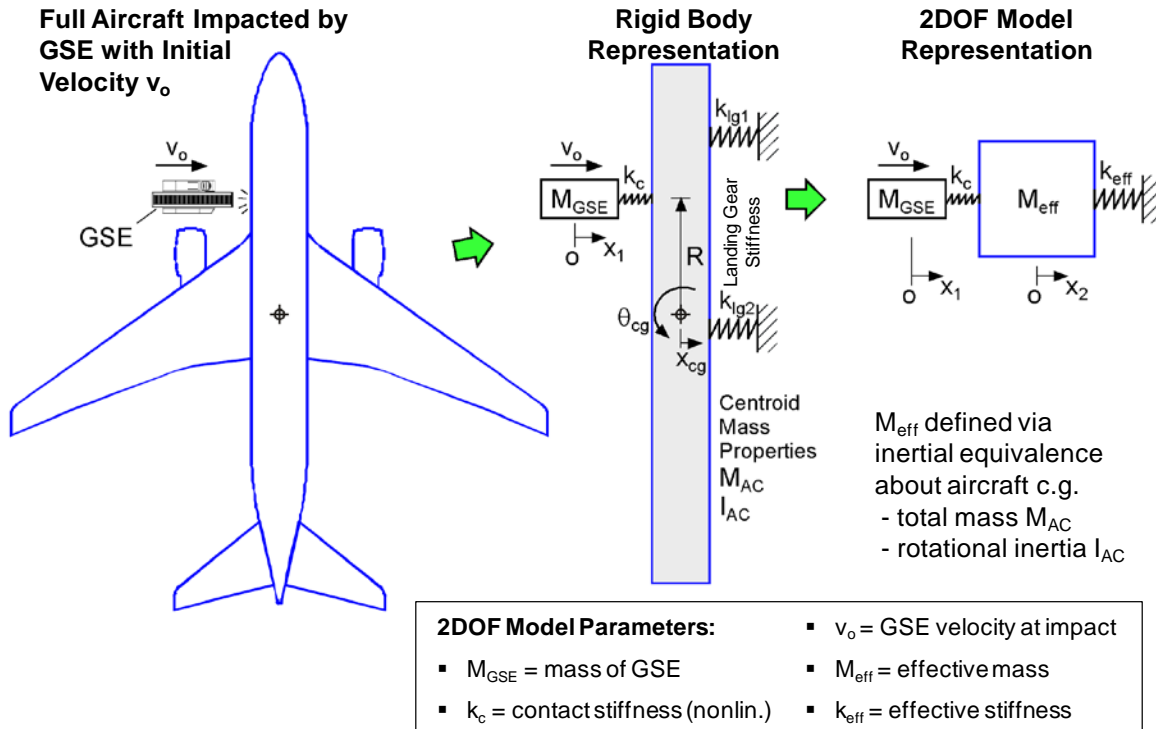 Full Aircraft Impacted by
GSE with Initial
Velocity vo
vo
GSE
Rigid Body
Representation
klg1
vo
kc
MGSE
o
x1
R
Landing Gear
Stiffness
klg2
θcg
xcg
Centroid
Mass
Properties
MAC
IAC
2DOF Model
Representation
vo
kc
keff
MGSE
Meff
o
x1
o
x2
Meff defined via
inertial equivalence
about aircraft c.g.
- total mass MAC
- rotational inertia IAC
2DOF Model Parameters:
▪ MGSE = mass of GSE
▪ kc = contact stiffness (nonlin.)
▪ vo = GSE velocity at impact
▪ Meff = effective mass
▪ keff = effective stiffness